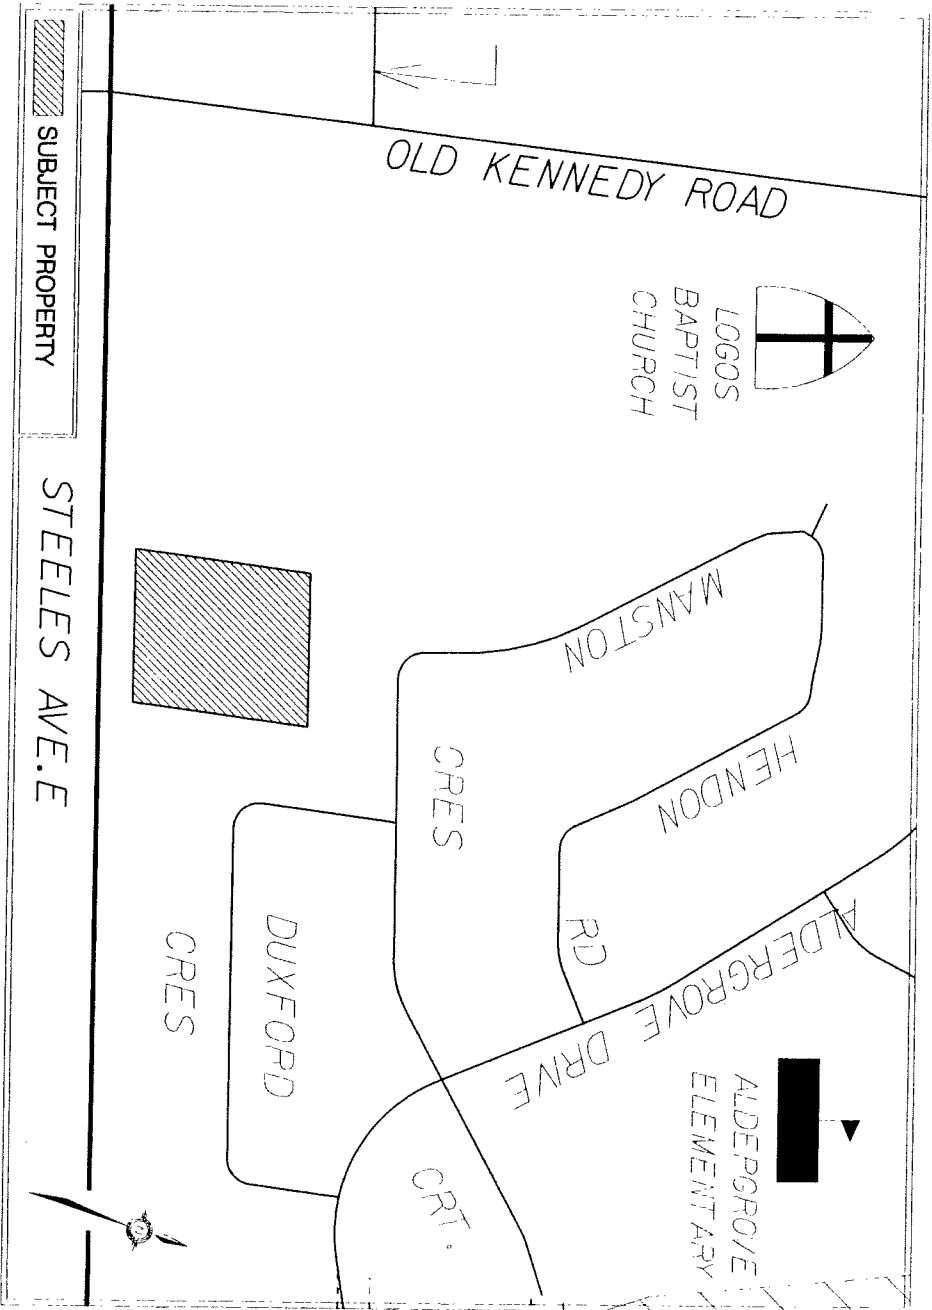 OLD KENNEDY ROAD
LOGOS
BAPTIST
CHURCH
MANSTON
CRES
HENDON
RD
ALDERGROVE DRIVE
ALDERGROVE
ELEMENTARY
DUXFORD
CRES
CRT.
STEELES AVE.E
SUBJECT PROPERTY